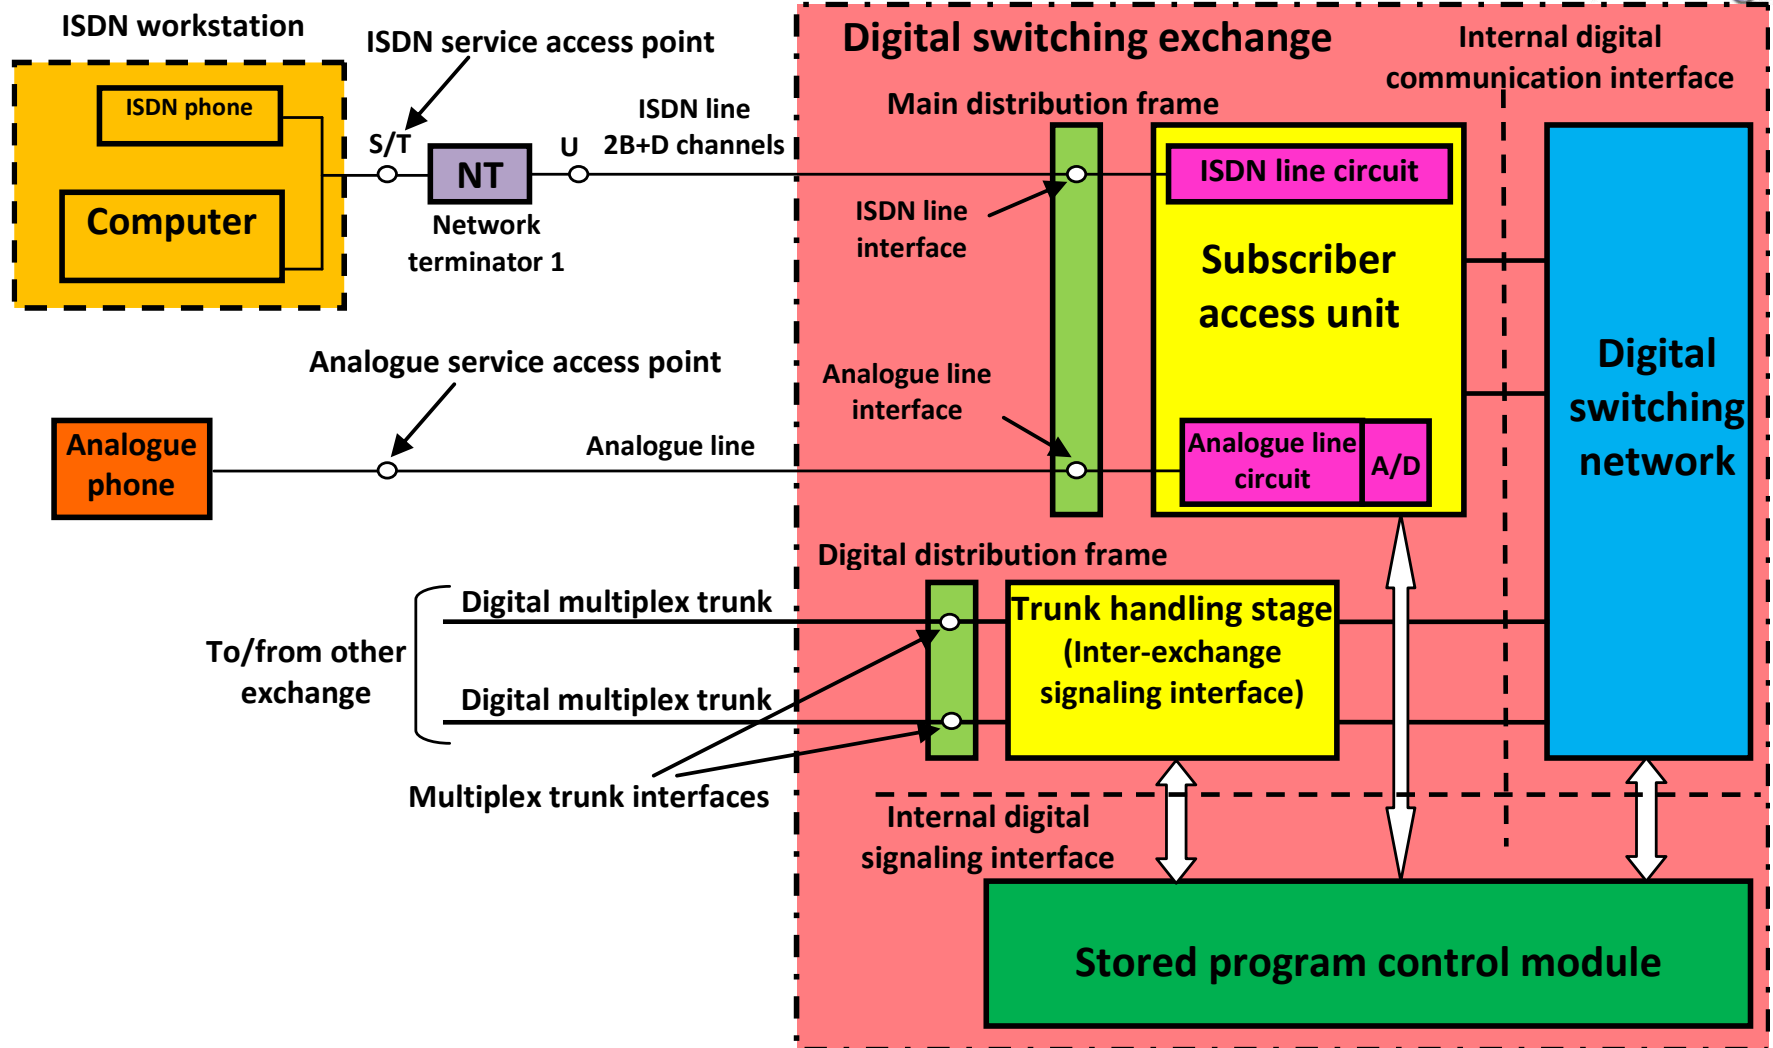 ISDN workstation
ISDN phone
Computer
ISDN service access point
S/T
NT
Network
terminator 1
U
ISDN line
2B+D channels
Digital switching exchange
Internal digital
communication interface
Main distribution frame
ISDN line circuit
ISDN line
interface
Subscriber
access unit
Digital
switching
network
Analogue service access point
Analogue line
interface
Analogue
phone
Analogue line
Analogue line
circuit
A/D
Digital distribution frame
Digital multiplex trunk
Trunk handling stage
(Inter-exchange
signaling interface)
To/from other
exchange
Digital multiplex trunk
Multiplex trunk interfaces
Internal digital
signaling interface
Stored program control module